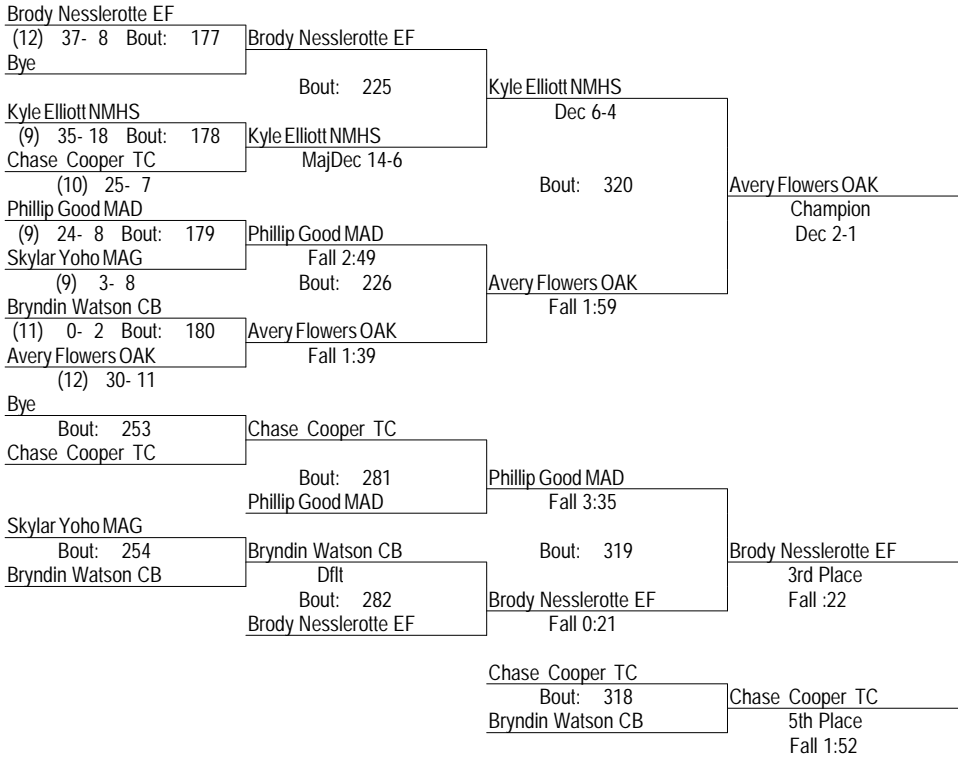 Brody Nesslerotte EF
(12) 37- 8 Bout: 177
Bye
Brody Nesslerotte EF
Bout: 225
Kyle Elliott NMHS
(9) 35- 18 Bout: 178
Chase Cooper TC
(10) 25- 7
Kyle Elliott NMHS
MajDec 14-6
Kyle Elliott NMHS
Dec 6-4
Bout: 320
Phillip Good MAD
(9) 24- 8 Bout: 179
Skylar Yoho MAG
(9) 3- 8
Phillip Good MAD
Fall 2:49
Bout: 226
Bryndin Watson CB
(11) 0- 2 Bout: 180
Avery Flowers OAK
(12) 30- 11
Avery Flowers OAK
Fall 1:39
Avery Flowers OAK
Fall 1:59
Avery Flowers OAK
Champion
Dec 2-1
Bye
Bout: 253
Chase Cooper TC
Chase Cooper TC
Bout: 281
Phillip Good MAD
Phillip Good MAD
Fall 3:35
Skylar Yoho MAG
Bout: 254
Bryndin Watson CB
Bryndin Watson CB
Dflt
Bout: 282
Brody Nesslerotte EF
Bout: 319
Brody Nesslerotte EF
Fall 0:21
Brody Nesslerotte EF
3rd Place
Fall :22
Chase Cooper TC
Bout: 318
Bryndin Watson CB
Chase Cooper TC
5th Place
Fall 1:52